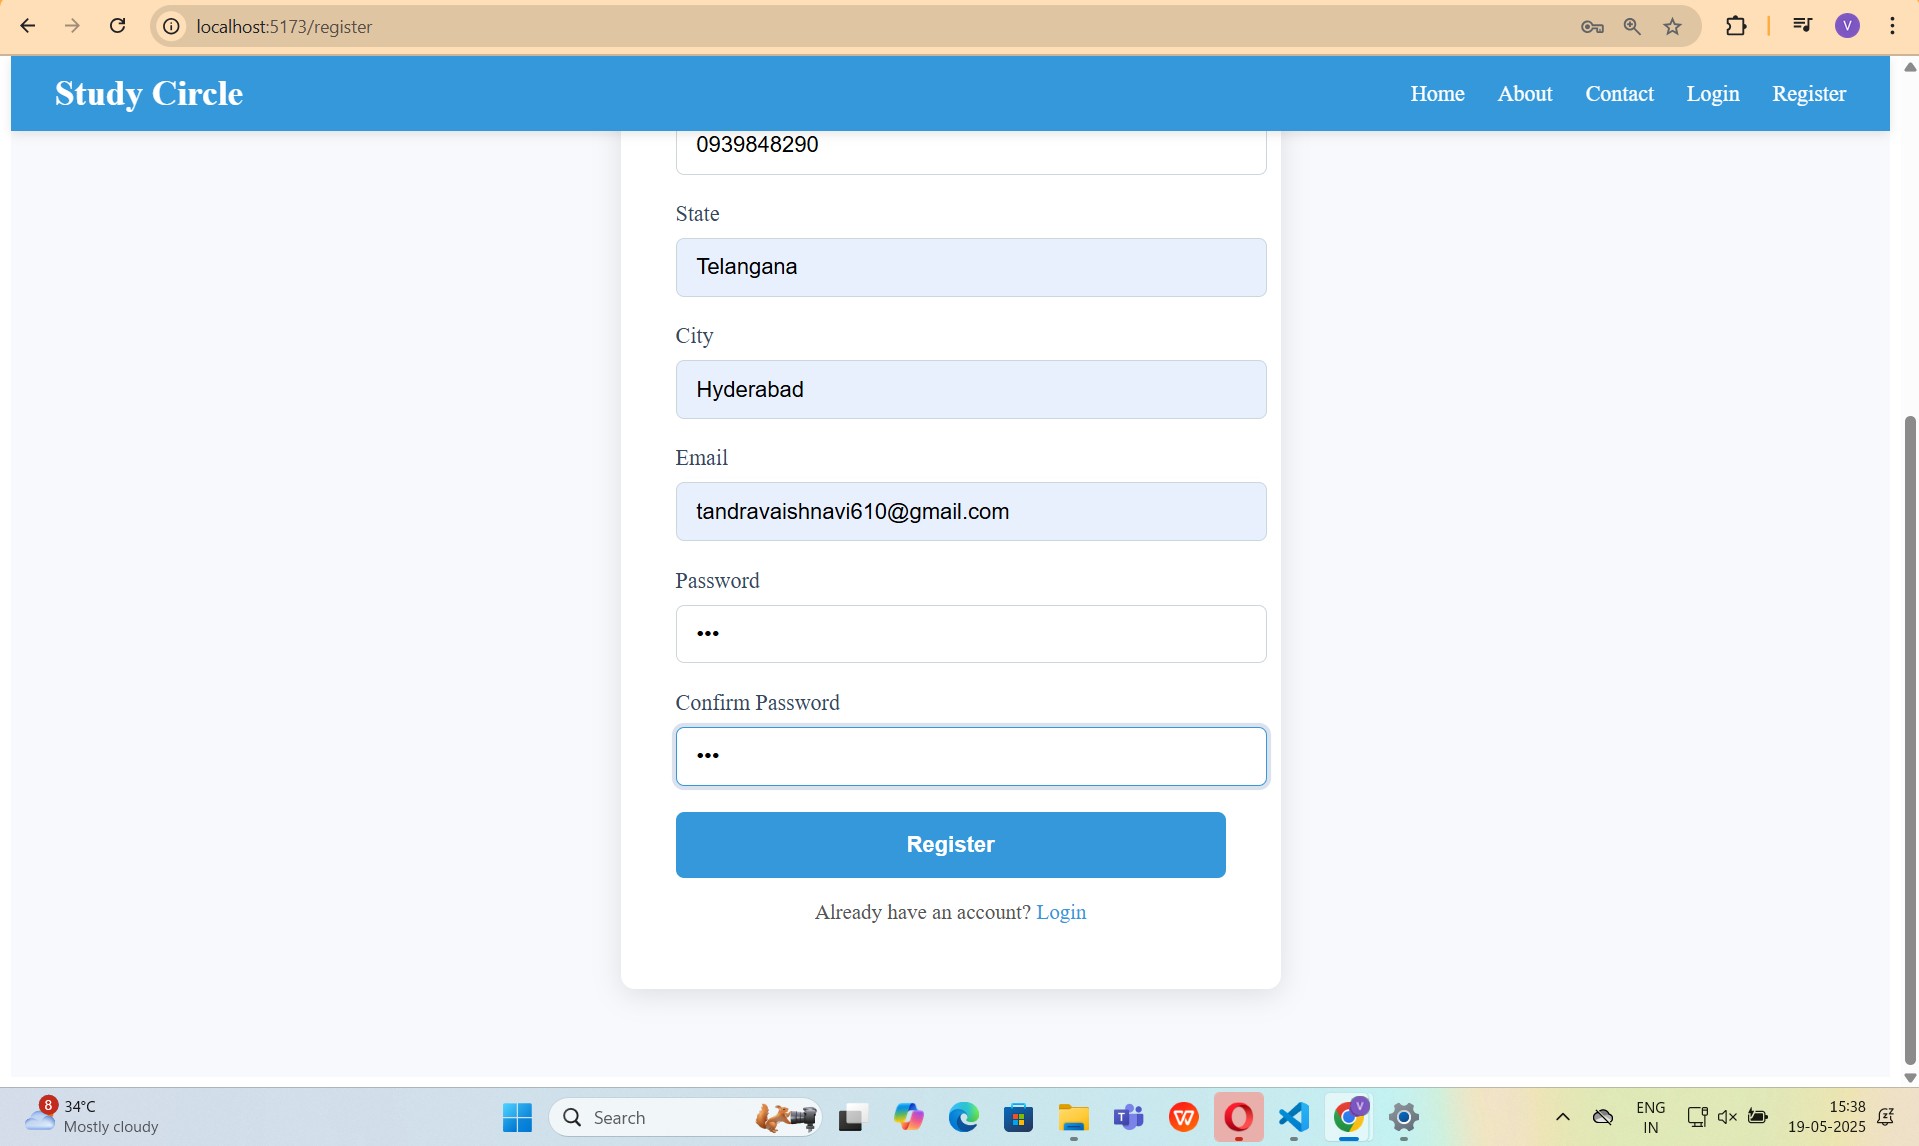 localhost:5173/register
V
Study Circle
Home About Contact Login Register
0939848290
State
Telangana
City
Hyderabad
Email
tandravaishnavi610@gmail.com
Password
•••
Confirm Password
•••
Register
Already have an account? Login
8
34°C
Mostly cloudy
Search
T
W
V
ENG
IN
15:38
19-05-2025